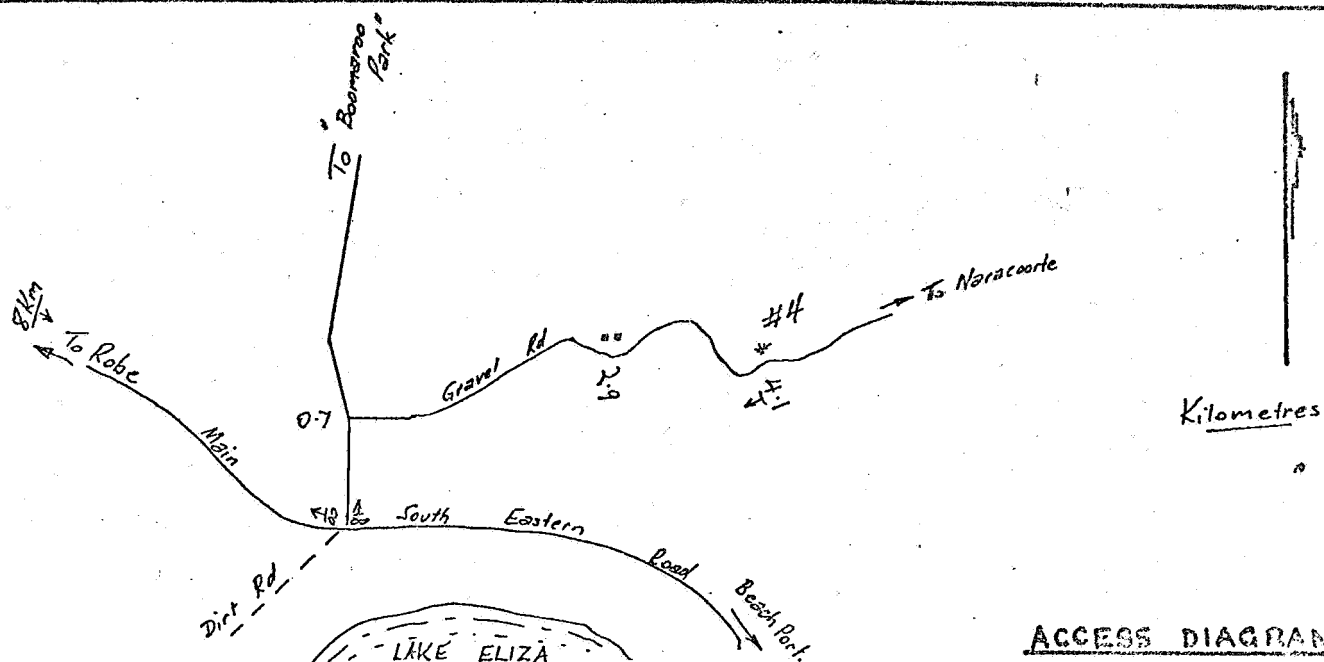 To "Boomaroo
Park"
8Km
To Robe
To Naracoorte
#4
Gravel Rd
2.9
4.1
0.7
Main
South Eastern Road
Kilometres
Dirt Rd
Beach Port.
LAKE ELIZA
ACCESS DIAGRAM